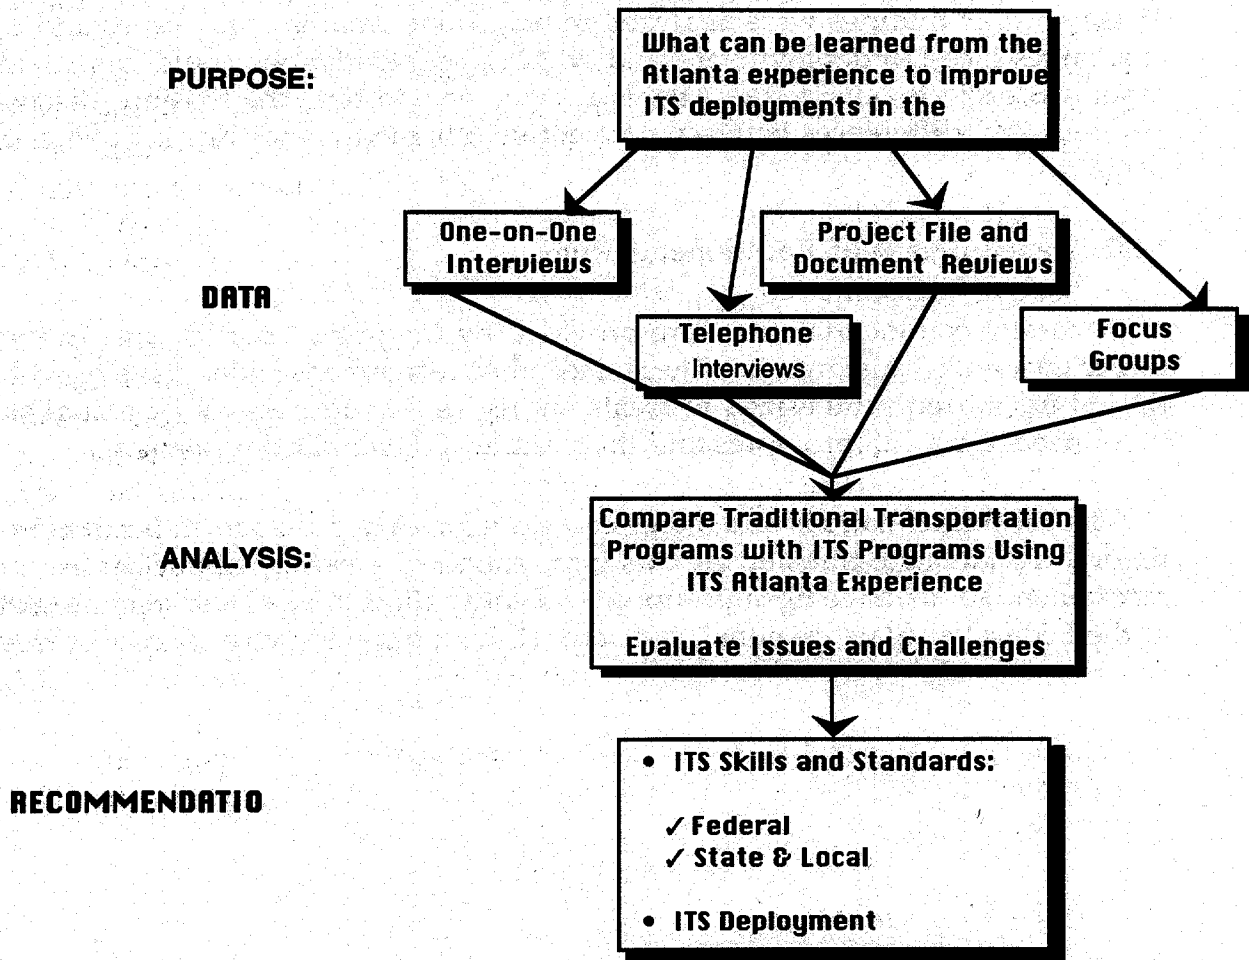 PURPOSE:
What can be learned from the
Atlanta experience to improve
ITS deployments in the
DATA
One-on-One
Interviews
Project File and
Document Reviews
Telephone
Interviews
Focus
Groups
ANALYSIS:
Compare Traditional Transportation
Programs with ITS Programs Using
ITS Atlanta Experience
Evaluate Issues and Challenges
RECOMMENDATIO
• ITS Skills and Standards:
✓ Federal
✓ State & Local
• ITS Deployment